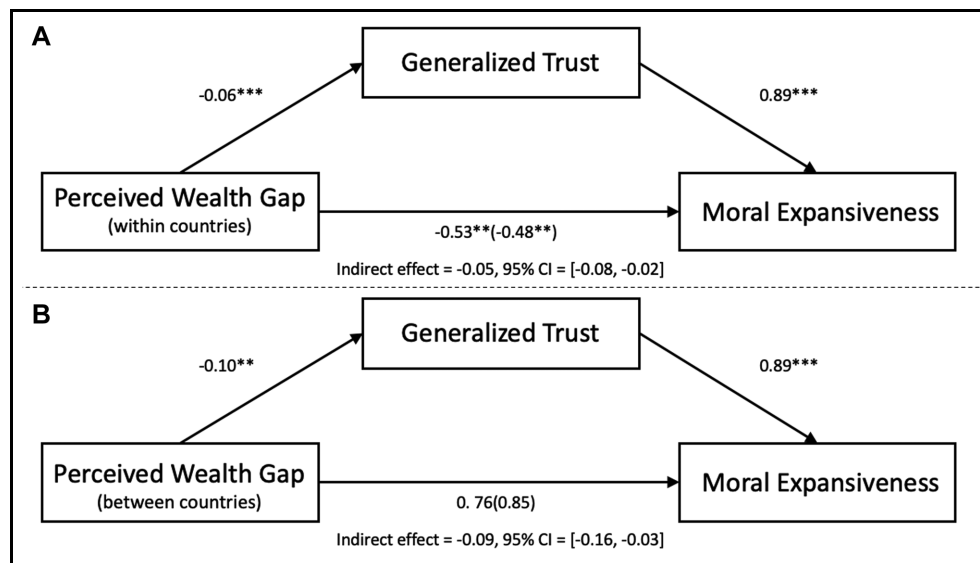 A
Generalized Trust
-0.06***
0.89***
Perceived Wealth Gap
(within countries)
Moral Expansiveness
-0.53**(-0.48**)
Indirect effect = -0.05, 95% CI = [-0.08, -0.02]
B
Generalized Trust
-0.10**
0.89***
Perceived Wealth Gap
(between countries)
Moral Expansiveness
0. 76(0.85)
Indirect effect = -0.09, 95% CI = [-0.16, -0.03]